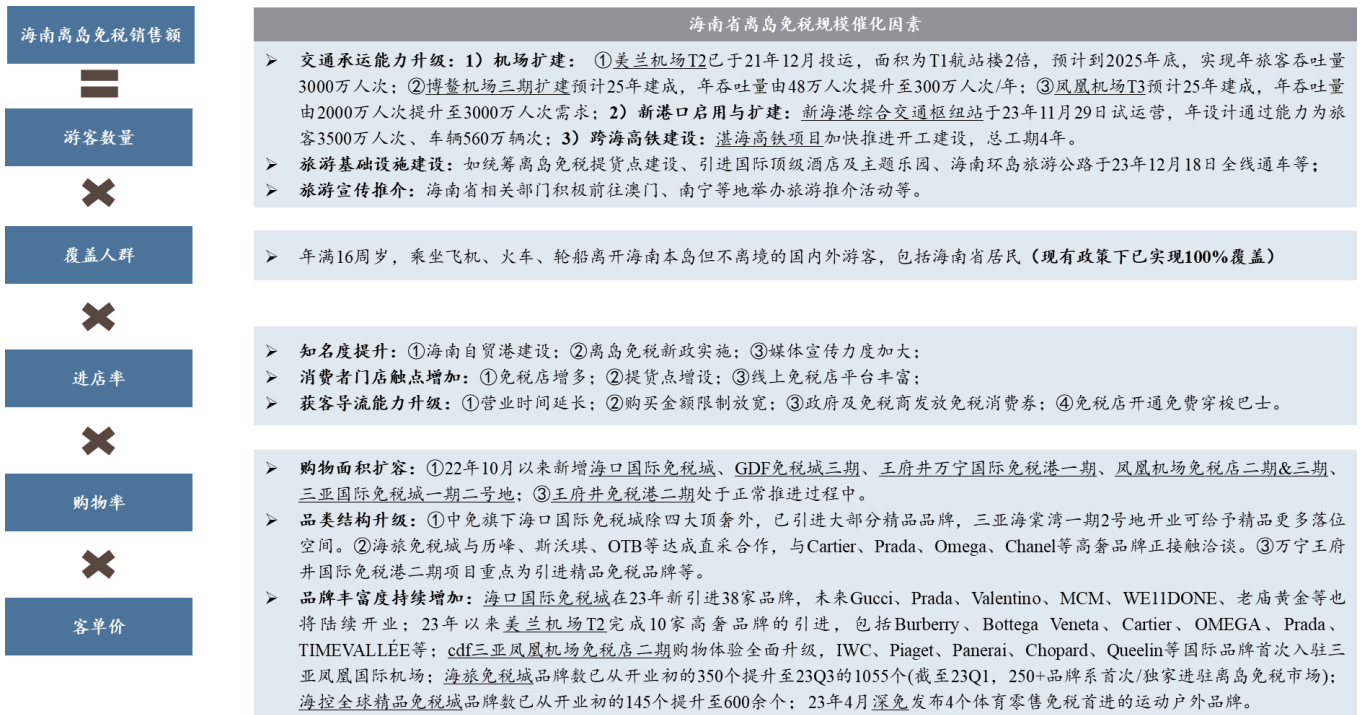 海南离岛免税销售额
游客数量
覆盖人群
进店率
购物率
客单价
海南省离岛免税规模催化因素
➢ 交通承运能力升级：1）机场扩建： ①美兰机场T2已于21年12月投运，面积为T1航站楼2倍，预计到2025年底，实现年旅客吞吐量
3000万人次；②博鳌机场三期扩建预计25年建成，年吞吐量由48万人次提升至300万人次/年；③凤凰机场T3预计25年建成，年吞吐量
由2000万人次提升至3000万人次需求；2）新港口启用与扩建：新海港综合交通枢纽站于23年11月29日试运营，年设计通过能力为旅
客3500万人次、车辆560万辆次；3）跨海高铁建设：湛海高铁项目加快推进开工建设，总工期4年。
➢ 旅游基础设施建设：如统筹离岛免税提货点建设、引进国际顶级酒店及主题乐园、海南环岛旅游公路于23年12月18日全线通车等；
➢ 旅游宣传推介：海南省相关部门积极前往澳门、南宁等地举办旅游推介活动等。
➢ 年满16周岁，乘坐飞机、火车、轮船离开海南本岛但不离境的国内外游客，包括海南省居民（现有政策下已实现100%覆盖）
➢ 知名度提升：①海南自贸港建设；②离岛免税新政实施；③媒体宣传力度加大；
➢ 消费者门店触点增加：①免税店增多；②提货点增设；③线上免税店平台丰富；
➢ 获客导流能力升级：①营业时间延长；②购买金额限制放宽；③政府及免税商发放免税消费券；④免税店开通免费穿梭巴士。
➢ 购物面积扩容：①22年10月以来新增海口国际免税城、GDF免税城三期、王府井万宁国际免税港一期、凤凰机场免税店二期&三期、
三亚国际免税城一期二号地；③王府井免税港二期处于正常推进过程中。
➢ 品类结构升级：①中免旗下海口国际免税城除四大顶奢外，已引进大部分精品品牌，三亚海棠湾一期2号地开业可给予精品更多落位
空间。②海旅免税城与历峰、斯沃琪、OTB等达成直采合作，与Cartier、Prada、Omega、Chanel等高奢品牌正接触洽谈。③万宁王府
井国际免税港二期项目重点为引进精品免税品牌等。
➢ 品牌丰富度持续增加：海口国际免税城在23年新引进38家品牌，未来Gucci、Prada、Valentino、MCM、WE11DONE、老庙黄金等也
将陆续开业；23年以来美兰机场T2完成10家高奢品牌的引进，包括Burberry、Bottega Veneta、Cartier、OMEGA、Prada、
TIMEVALLÉE等；cdf三亚凤凰机场免税店二期购物体验全面升级，IWC、Piaget、Panerai、Chopard、Queelin等国际品牌首次入驻三
亚凤凰国际机场；海旅免税城品牌数已从开业初的350个提升至23Q3的1055个(截至23Q1，250+品牌系首次/独家进驻离岛免税市场)；
海控全球精品免税城品牌数已从开业初的145个提升至600余个；23年4月深免发布4个体育零售免税首进的运动户外品牌。